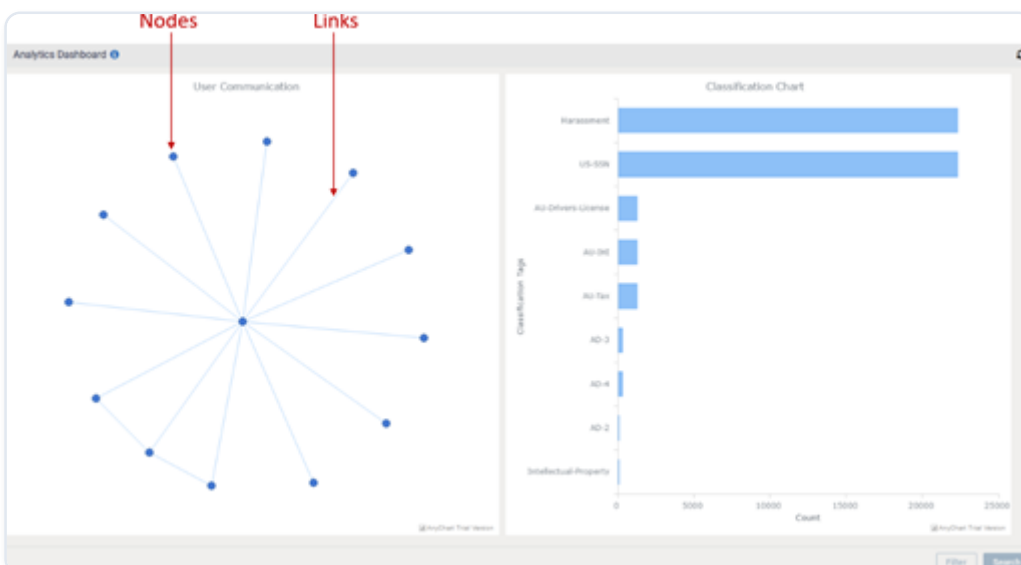 Nodes
Links
Analytics Dashboard
User Communication
Classification Chart
Harassment
US-SSN
AU-Drivers-License
AU-Tax
AD-3
AD-4
AD-2
Intellectual-Property
Classification Tags
0
5000
10000
15000
20000
25000
Count
AnyChart Trial Version
AnyChart Trial Version
Filter
Search